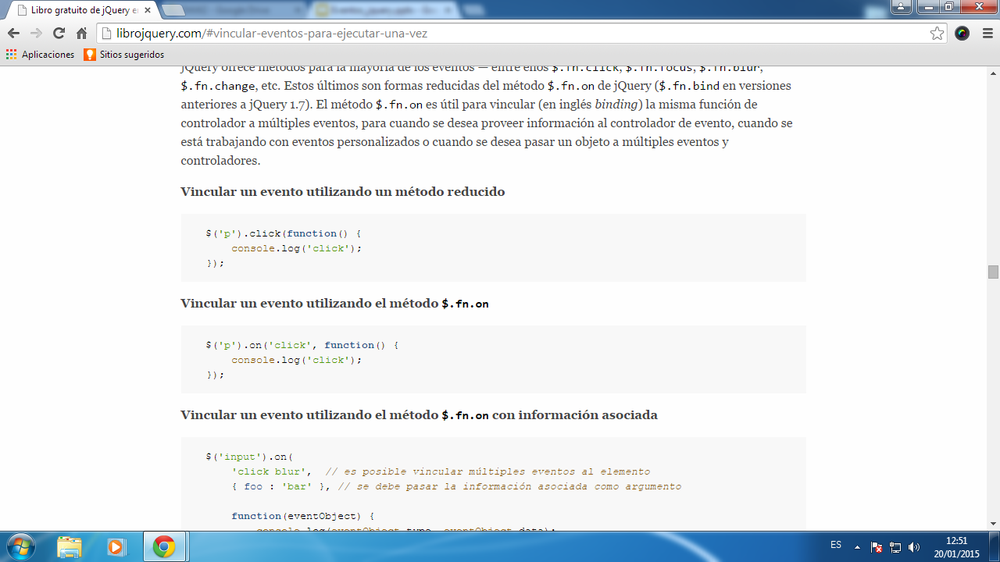 Libro gratuito de jQuery e
librojquery.com/#vincular-eventos-para-ejecutar-una-vez
Aplicaciones Sitios sugeridos
jQuery ofrece métodos para la mayoría de los eventos — entre ellos $.fn.click, $.fn.focus, $.fn.blur,
$.fn.change, etc. Estos últimos son formas reducidas del método $.fn.on de jQuery ($.fn.bind en versiones
anteriores a jQuery 1.7). El método $.fn.on es útil para vincular (en inglés binding) la misma función de
controlador a múltiples eventos, para cuando se desea proveer información al controlador de evento, cuando se
está trabajando con eventos personalizados o cuando se desea pasar un objeto a múltiples eventos y
controladores.
Vincular un evento utilizando un método reducido
$('p').click(function() {
    console.log('click');
});
Vincular un evento utilizando el método $.fn.on
$('p').on('click', function() {
    console.log('click');
});
Vincular un evento utilizando el método $.fn.on con información asociada
$('input').on(
    'click blur',  // es posible vincular múltiples eventos al elemento
    { foo : 'bar' }, // se debe pasar la información asociada como argumento
    function(eventObject) {
        console.log(eventObject.type, eventObject.data);
ES
12:51
20/01/2015